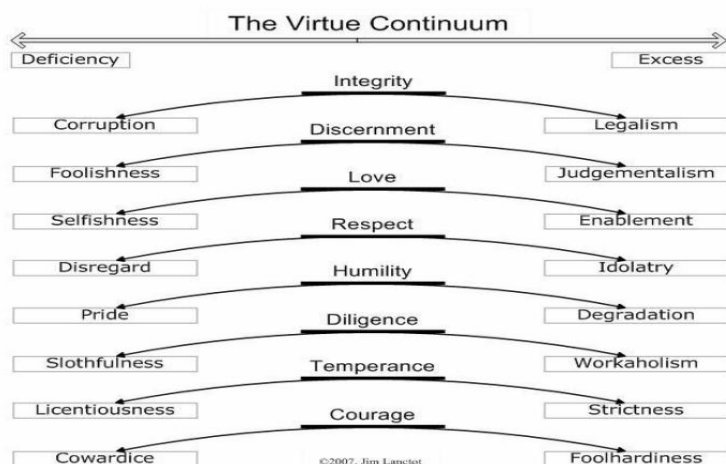 The Virtue Continuum
Deficiency Excess
Integrity
Corruption Legalism
Discernment
Foolishness Judgementalism
Love
Selfishness Enablement
Respect
Disregard Idolatry
Humility
Pride Degradation
Diligence
Slothfulness Workaholism
Temperance
Licentiousness Strictness
Courage
Cowardice ©2007, Jim Lanctot Foolhardiness